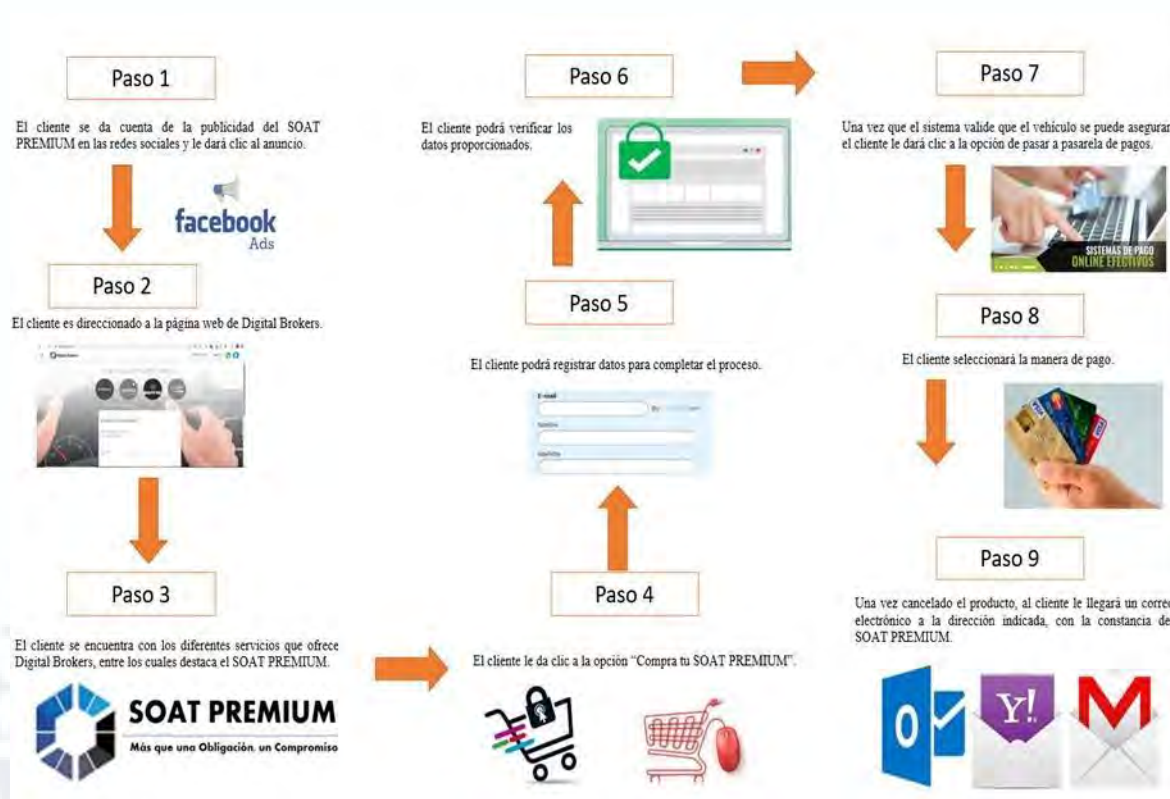 Paso 1
El cliente se da cuenta de la publicidad del SOAT
PREMIUM en las redes sociales y le dará clic al anuncio.
facebook
Ads
Paso 2
El cliente es direccionado a la página web de Digital Brokers.
Paso 3
El cliente se encuentra con los diferentes servicios que ofrece
Digital Brokers, entre los cuales destaca el SOAT PREMIUM.
SOAT PREMIUM
Más que una Obligación, un Compromiso
Paso 4
El cliente le da clic a la opción “Compra tu SOAT PREMIUM”.
Paso 5
El cliente podrá registrar datos para completar el proceso.
E-mail
Paso 6
El cliente podrá verificar los
datos proporcionados.
Paso 7
Una vez que el sistema valide que el vehículo se puede asegurar
el cliente le dará clic a la opción de pasar a pasarela de pagos.
SISTEMAS DE PAGO
ONLINE EFECTIVOS
Paso 8
El cliente seleccionará la manera de pago.
VISA
VISA
Paso 9
Una vez cancelado el producto, al cliente le llegará un corre
electrónico a la dirección indicada, con la constancia de
SOAT PREMIUM.
O
Y!
M